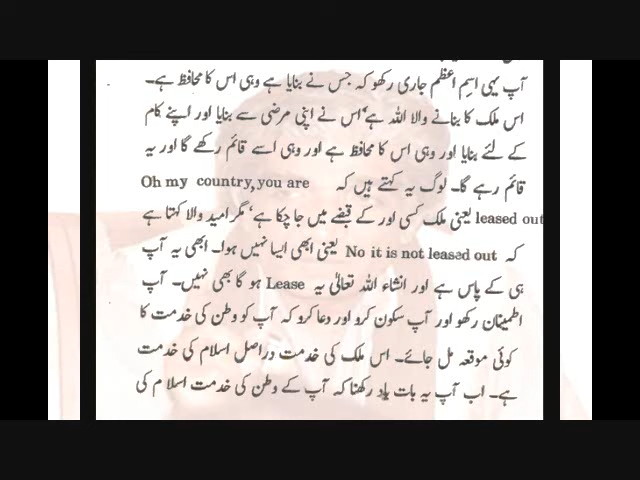 آپ یہی اسمِ اعظم جاری رکھو کہ جس نے بنایا ہے وہی اس کا محافظ ہے۔
اس ملک کا بنانے والا اللہ ہے، اس نے اپنی مرضی سے بنایا اور اپنے کام
کے لئے بنایا اور وہی اس کا محافظ ہے اور وہی اسے قائم رکھے گا اور یہ
قائم رہے گا۔ لوگ یہ کہتے ہیں کہ Oh my country, you are
leased out یعنی ملک کسی اور کے قبضے میں جا چکا ہے، مگر امید والا کہتا ہے
کہ No it is not leased out یعنی ابھی ایسا نہیں ہوا۔ ابھی یہ آپ
ہی کے پاس ہے اور انشاء اللہ تعالیٰ یہ Lease ہو گا بھی نہیں۔ آپ
اطمینان رکھو اور آپ سکون کرو اور دعا کرو کہ آپ کو وطن کی خدمت کا
کوئی موقعہ مل جائے۔ اس ملک کی خدمت دراصل اسلام کی خدمت
ہے۔ اب آپ یہ بات یاد رکھنا کہ آپ کے وطن کی خدمت اسلام کی